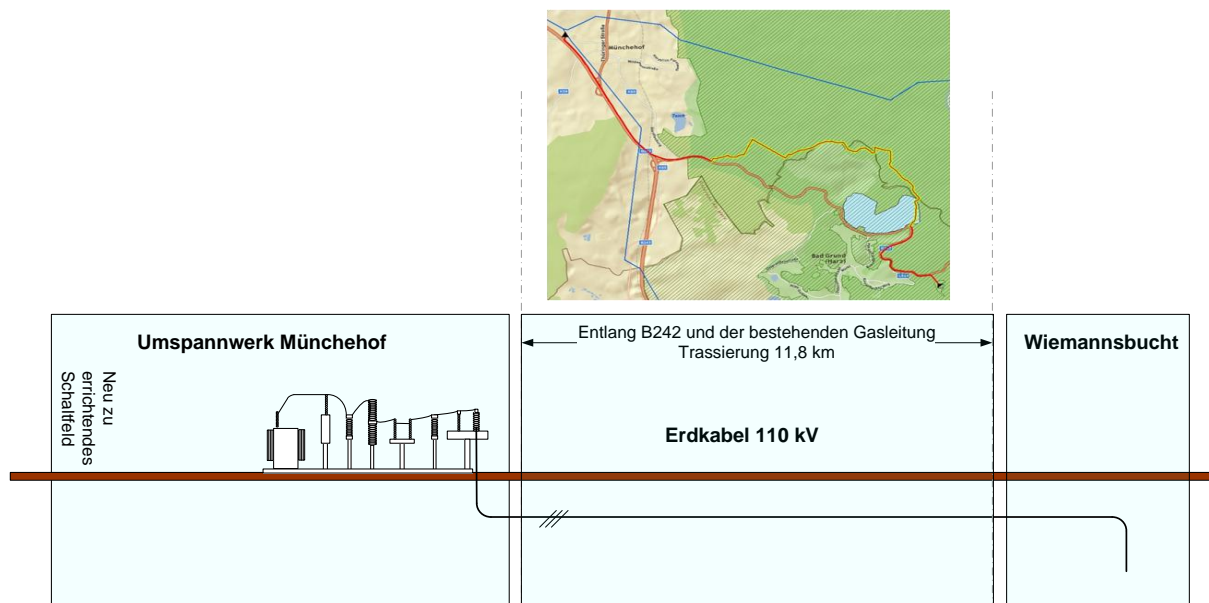 Münchehof
Bad Grund
(Harz)
Entlang B242 und der bestehenden Gasleitung
Trassierung 11,8 km
Umspannwerk Münchehof
Wiemannsbucht
Neu zu
errichtendes
Schaltfeld
Erdkabel 110 kV